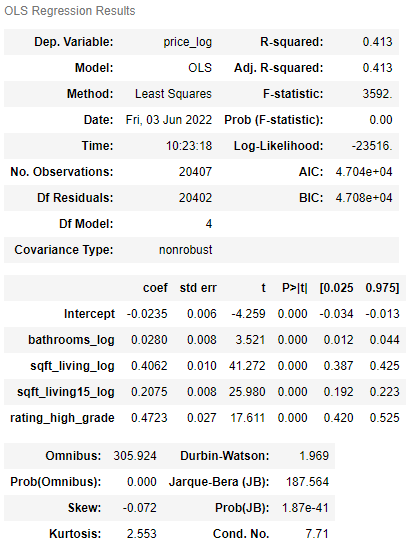 OLS Regression Results
Dep. Variable: price_log R-squared: 0.413
Model: OLS Adj. R-squared: 0.413
Method: Least Squares F-statistic: 3592.
Date: Fri, 03 Jun 2022 Prob (F-statistic): 0.00
Time: 10:23:18 Log-Likelihood: -23516.
No. Observations: 20407 AIC: 4.704e+04
Df Residuals: 20402 BIC: 4.708e+04
Df Model: 4
Covariance Type: nonrobust
coef std err t P>|t| [0.025 0.975]
Intercept -0.0235 0.006 -4.259 0.000 -0.034 -0.013
bathrooms_log 0.0280 0.008 3.521 0.000 0.012 0.044
sqft_living_log 0.4062 0.010 41.272 0.000 0.387 0.425
sqft_living15_log 0.2075 0.008 25.980 0.000 0.192 0.223
rating_high_grade 0.4723 0.027 17.611 0.000 0.420 0.525
Omnibus: 305.924 Durbin-Watson: 1.969
Prob(Omnibus): 0.000 Jarque-Bera (JB): 187.564
Skew: -0.072 Prob(JB): 1.87e-41
Kurtosis: 2.553 Cond. No. 7.71